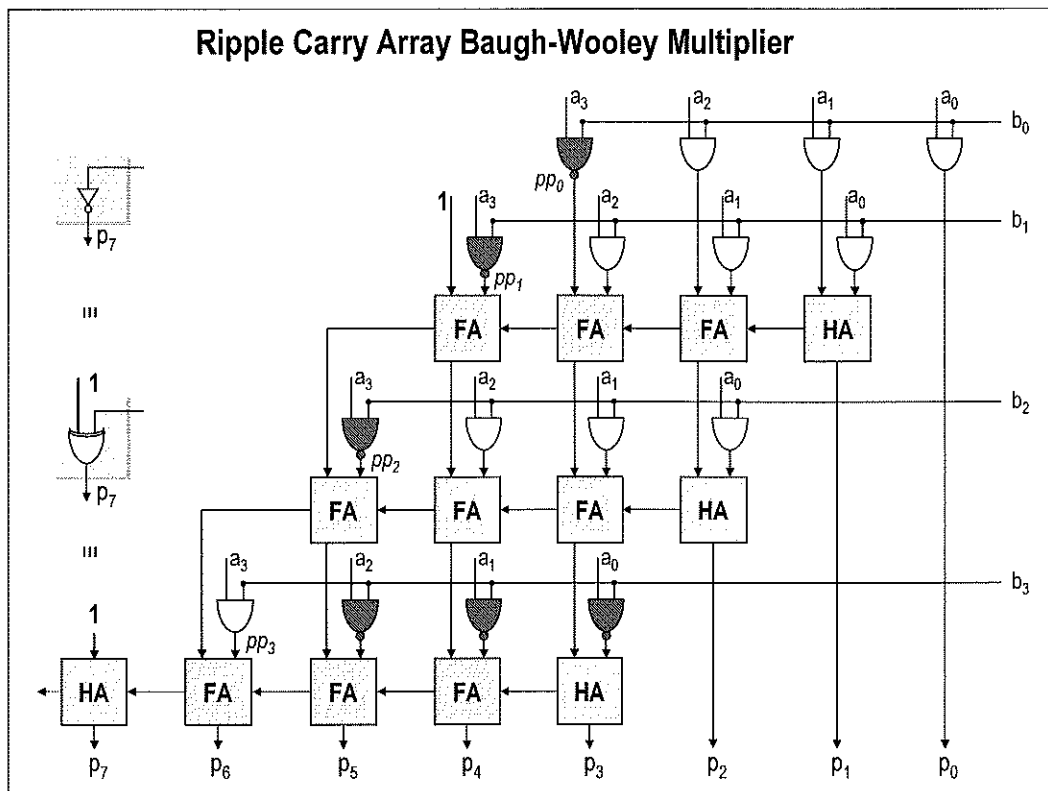 Ripple Carry Array Baugh-Wooley Multiplier
a₃ a₂ a₁ a₀ b₀
pp₀
1 a₃ a₂ a₁ a₀ b₁
p₇
pp₁
≡
FA FA FA HA
1
a₃ a₂ a₁ a₀ b₂
pp₂
p₇
FA FA FA HA
≡
1
a₃ a₂ a₁ a₀ b₃
pp₃
HA FA FA FA HA
p₇ p₆ p₅ p₄ p₃ p₂ p₁ p₀